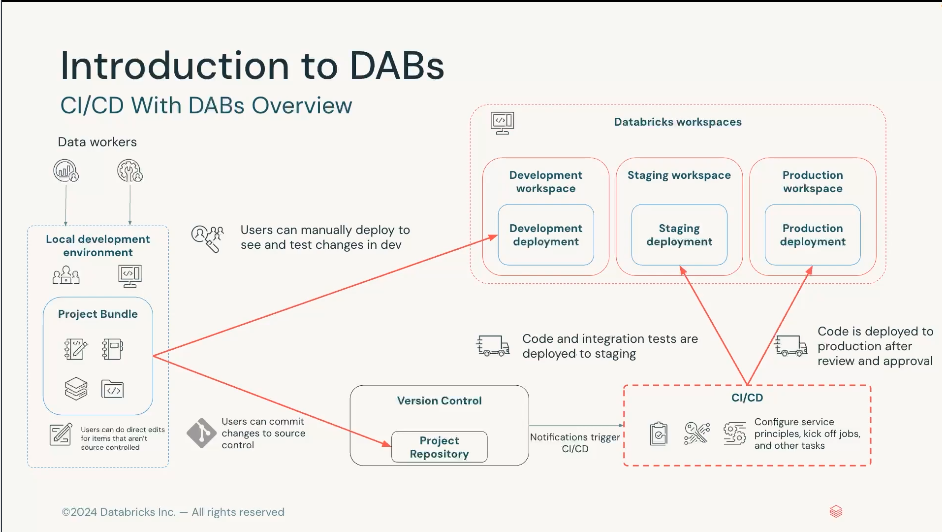 Introduction to DABs
CI/CD With DABs Overview
Data workers
Databricks workspaces
Development
workspace
Staging workspace
Production
workspace
Development
deployment
Staging
deployment
Production
deployment
Local development
environment
Users can manually deploy to
see and test changes in dev
Project Bundle
Code and integration tests are
deployed to staging
Code is deployed to
production after
review and approval
Users can do direct edits
for items that aren't
source controlled
Users can commit
changes to source
control
Version Control
Project
Repository
Notifications trigger
CI/CD
CI/CD
Configure service
principles, kick off jobs,
and other tasks
©2024 Databricks Inc. — All rights reserved